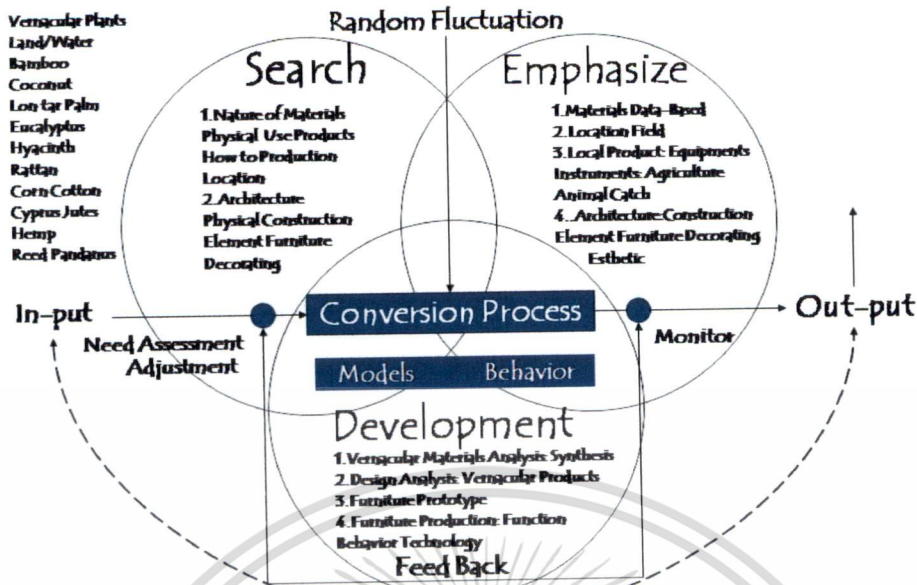 Vernacular Plants
Land/Water
Bamboo
Coconut
Lontar Palm
Eucalyptus
Hyacinth
Rattan
Corn Cotton
Cyprus Jutes
Hemp
Reed Pandanus
Random Fluctuation
Search
1.Nature of Materials
Physical Use Products
How to Production
Location
2.Architecture
Physical Construction
Element Furniture
Decorating
Emphasize
1.Materials Data-Based
2.Location Field
3.Local Product: Equipments
Instruments: Agriculture
Animal Catch
4..Architecture:Construction
Element Furniture Decorating
Esthetic
In-put
Need Assessment
Adjustment
Conversion Process
Monitor
Out-put
Models Behavior
Development
1.Vernacular Materials Analysis: Synthesis
2.Design Analysis: Vernacular Products
3.Furniture Prototype
4.Furniture Production: Function
Behavior Technology
Feed Back